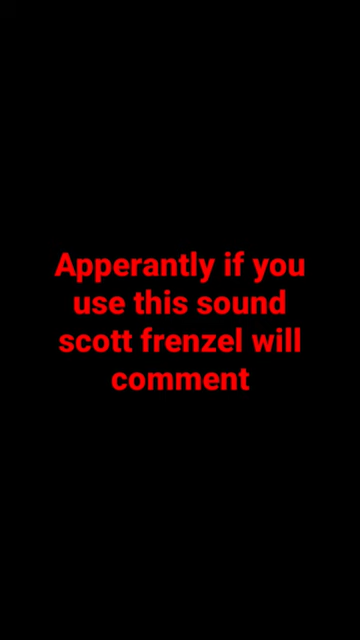 Apperantly if you
use this sound
scott frenzel will
comment